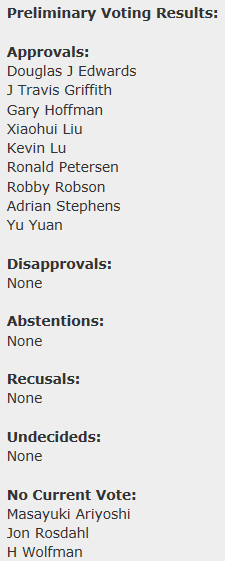 Preliminary Voting Results:
Approvals:
Douglas J Edwards
J Travis Griffith
Gary Hoffman
Xiaohui Liu
Kevin Lu
Ronald Petersen
Robby Robson
Adrian Stephens
Yu Yuan
Disapprovals:
None
Abstentions:
None
Recusals:
None
Undecideds:
None
No Current Vote:
Masayuki Ariyoshi
Jon Rosdahl
H Wolfman